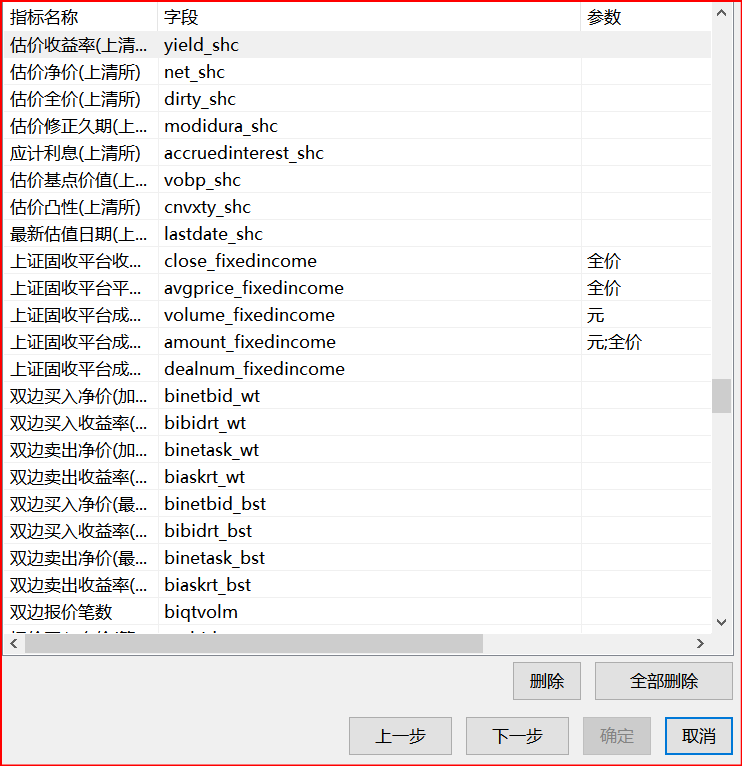 指标名称 字段 参数
估价收益率(上清... yield_shc
估价净价(上清所) net_shc
估价全价(上清所) dirty_shc
估价修正久期(上... modidura_shc
应计利息(上清所) accruedinterest_shc
估价基点价值(上... vobp_shc
估价凸性(上清所) cnvxty_shc
最新估值日期(上... lastdate_shc
上证固收平台收... close_fixedincome 全价
上证固收平台平... avgprice_fixedincome 全价
上证固收平台成... volume_fixedincome 元
上证固收平台成... amount_fixedincome 元;全价
上证固收平台成... dealnum_fixedincome
双边买入净价(加... binetbid_wt
双边买入收益率(... bibidrt_wt
双边卖出净价(加... binetask_wt
双边卖出收益率(... biaskrt_wt
双边买入净价(最... binetbid_bst
双边买入收益率(... bibidrt_bst
双边卖出净价(最... binetask_bst
双边卖出收益率(... biaskrt_bst
双边报价笔数 biqtvolm
删除 全部删除
上一步 下一步 确定 取消